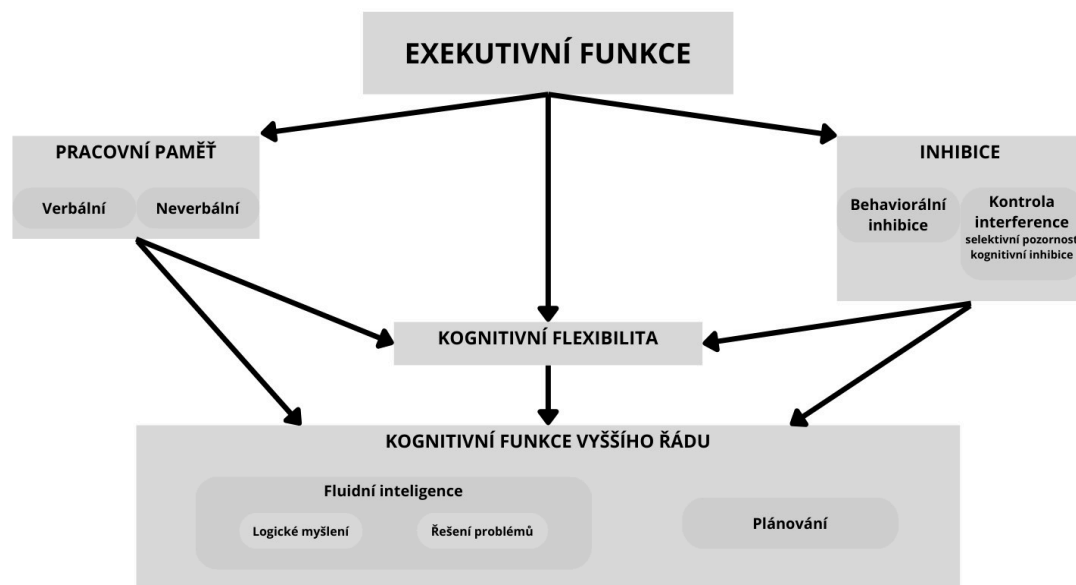 EXEKUTIVNÍ FUNKCE
PRACOVNÍ PAMĚŤ
Verbální
Neverbální
INHIBICE
Behaviorální
inhibice
Kontrola
interference
selektivní pozornost
kognitivní inhibice
KOGNITIVNÍ FLEXIBILITA
KOGNITIVNÍ FUNKCE VYŠŠÍHO ŘÁDU
Fluidní inteligence
Logické myšlení
Řešení problémů
Plánování